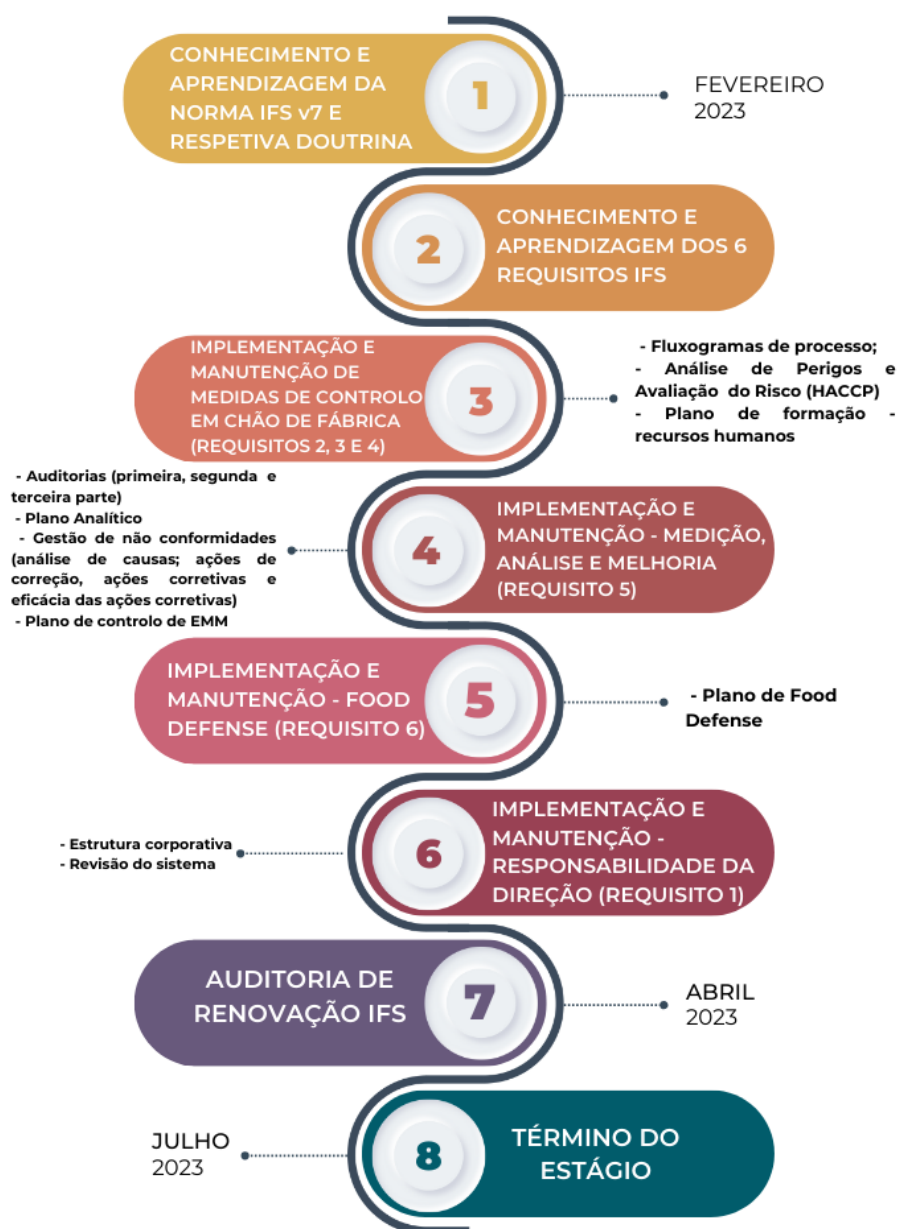 CONHECIMENTO E
APRENDIZAGEM DA
NORMA IFS v7 E
RESPETIVA DOUTRINA
1
FEVEREIRO
2023
2
CONHECIMENTO E
APRENDIZAGEM DOS 6
REQUISITOS IFS
IMPLEMENTAÇÃO E
MANUTENÇÃO DE
MEDIDAS DE CONTROLO
EM CHÃO DE FÁBRICA
(REQUISITOS 2, 3 E 4)
3
- Fluxogramas de processo;
- Análise de Perigos e
Avaliação do Risco (HACCP)
- Plano de formação -
recursos humanos
- Auditorias (primeira, segunda e
terceira parte)
- Plano Analítico
- Gestão de não conformidades
(análise de causas; ações de
correção, ações corretivas e
eficácia das ações corretivas)
- Plano de controlo de EMM
4
IMPLEMENTAÇÃO E
MANUTENÇÃO - MEDIÇÃO,
ANÁLISE E MELHORIA
(REQUISITO 5)
IMPLEMENTAÇÃO E
MANUTENÇÃO - FOOD
DEFENSE (REQUISITO 6)
5
- Plano de Food
Defense
- Estrutura corporativa
- Revisão do sistema
6
IMPLEMENTAÇÃO E
MANUTENÇÃO -
RESPONSABILIDADE DA
DIREÇÃO (REQUISITO 1)
AUDITORIA DE
RENOVAÇÃO IFS
7
ABRIL
2023
JULHO
2023
8
TÉRMINO DO
ESTÁGIO